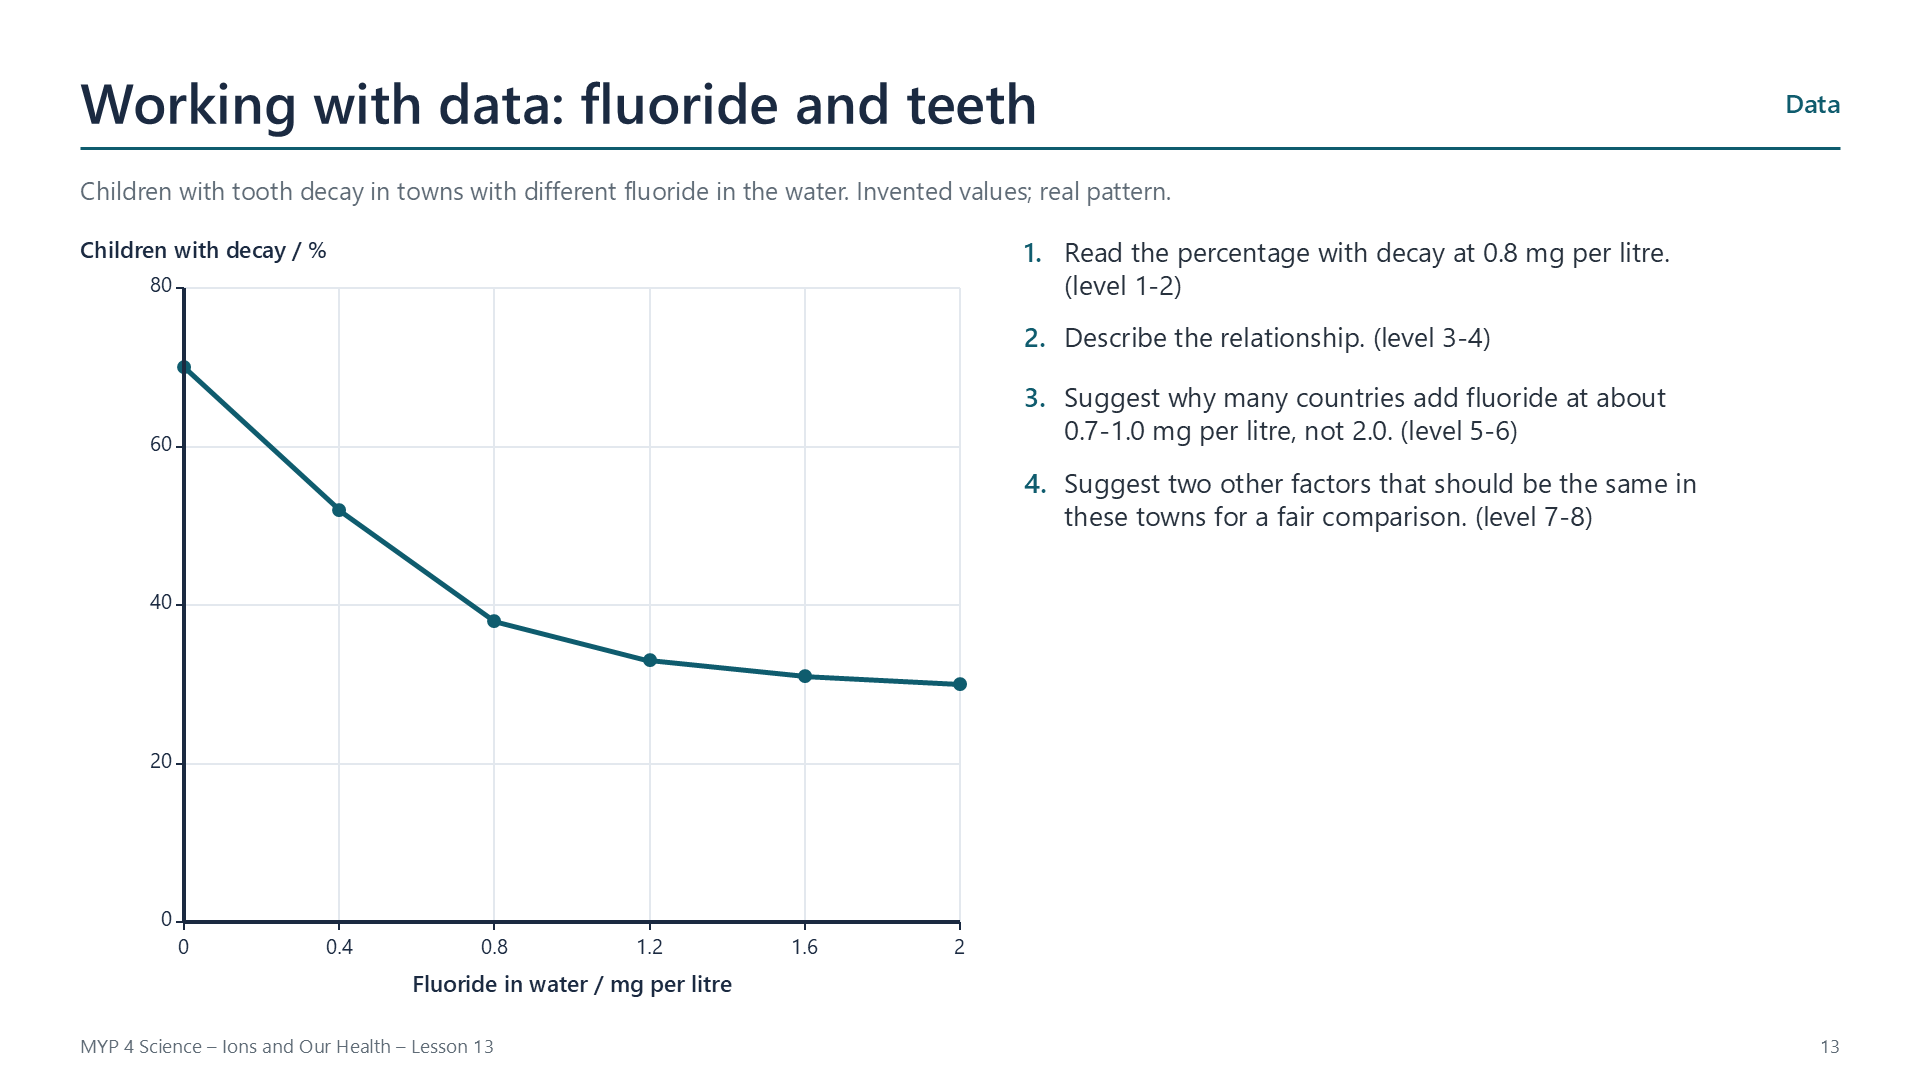 Working with data: fluoride and teeth
Data
Children with tooth decay in towns with different fluoride in the water. Invented values; real pattern.
Children with decay / %
80
60
40
20
0
0 0.4 0.8 1.2 1.6 2
Fluoride in water / mg per litre
1. Read the percentage with decay at 0.8 mg per litre.
(level 1-2)
2. Describe the relationship. (level 3-4)
3. Suggest why many countries add fluoride at about
0.7-1.0 mg per litre, not 2.0. (level 5-6)
4. Suggest two other factors that should be the same in
these towns for a fair comparison. (level 7-8)
MYP 4 Science – Ions and Our Health – Lesson 13
13